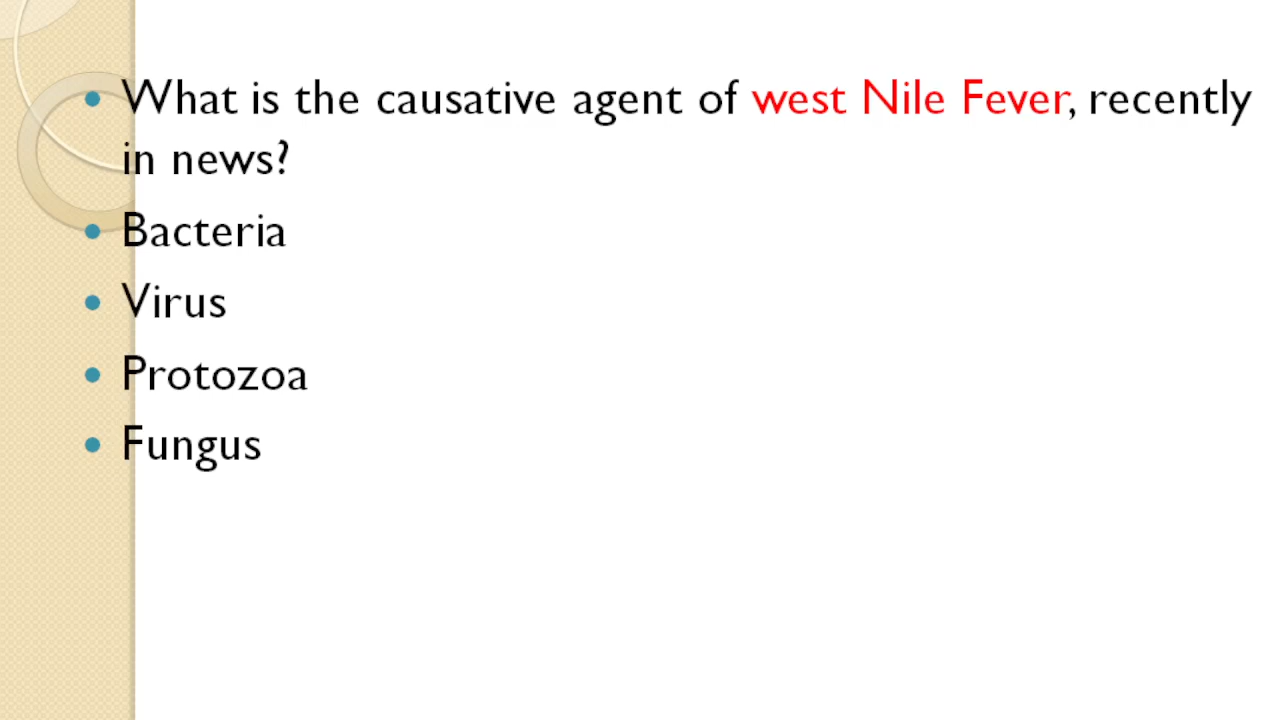 What is the causative agent of west Nile Fever, recently
in news?
Bacteria
Virus
Protozoa
Fungus